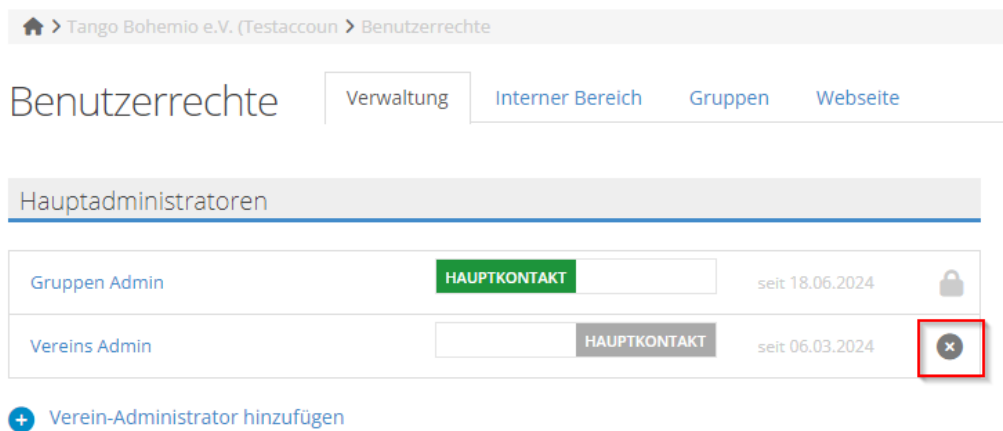 Tango Bohemio e.V. (Testaccoun > Benutzerrechte
Benutzerrechte Verwaltung Interner Bereich Gruppen Webseite
Hauptadministratoren
Gruppen Admin HAUPTKONTAKT seit 18.06.2024
Vereins Admin HAUPTKONTAKT seit 06.03.2024
Verein-Administrator hinzufügen